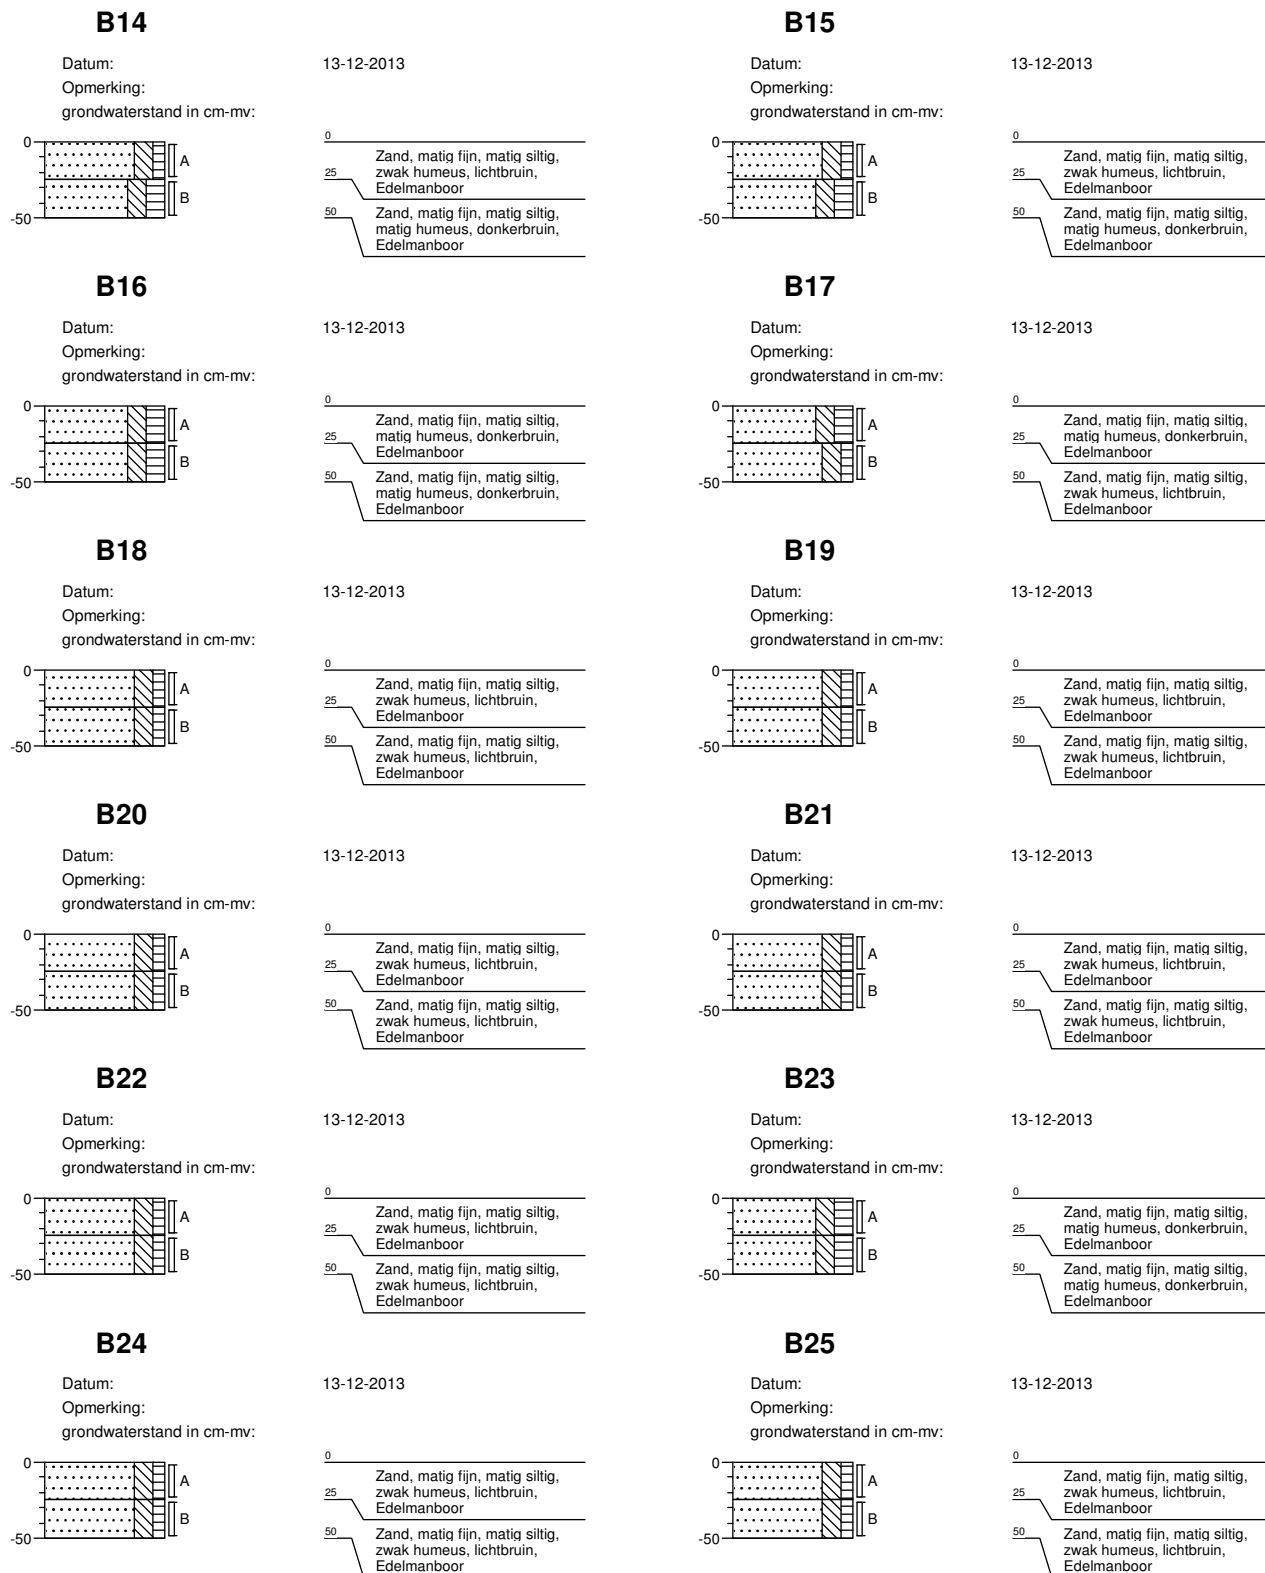 B14
Datum: 13-12-2013
Opmerking:
grondwaterstand in cm-mv:
0
-50
A
B
0
Zand, matig fijn, matig siltig,
zwak humeus, lichtbruin,
Edelmanboor
25
Zand, matig fijn, matig siltig,
matig humeus, donkerbruin,
Edelmanboor
50
B15
Datum: 13-12-2013
Opmerking:
grondwaterstand in cm-mv:
0
-50
A
B
0
Zand, matig fijn, matig siltig,
zwak humeus, lichtbruin,
Edelmanboor
25
Zand, matig fijn, matig siltig,
matig humeus, donkerbruin,
Edelmanboor
50
B16
Datum: 13-12-2013
Opmerking:
grondwaterstand in cm-mv:
0
-50
A
B
0
Zand, matig fijn, matig siltig,
matig humeus, donkerbruin,
Edelmanboor
25
Zand, matig fijn, matig siltig,
matig humeus, donkerbruin,
Edelmanboor
50
B17
Datum: 13-12-2013
Opmerking:
grondwaterstand in cm-mv:
0
-50
A
B
0
Zand, matig fijn, matig siltig,
matig humeus, donkerbruin,
Edelmanboor
25
Zand, matig fijn, matig siltig,
zwak humeus, lichtbruin,
Edelmanboor
50
B18
Datum: 13-12-2013
Opmerking:
grondwaterstand in cm-mv:
0
-50
A
B
0
Zand, matig fijn, matig siltig,
zwak humeus, lichtbruin,
Edelmanboor
25
Zand, matig fijn, matig siltig,
zwak humeus, lichtbruin,
Edelmanboor
50
B19
Datum: 13-12-2013
Opmerking:
grondwaterstand in cm-mv:
0
-50
A
B
0
Zand, matig fijn, matig siltig,
zwak humeus, lichtbruin,
Edelmanboor
25
Zand, matig fijn, matig siltig,
zwak humeus, lichtbruin,
Edelmanboor
50
B20
Datum: 13-12-2013
Opmerking:
grondwaterstand in cm-mv:
0
-50
A
B
0
Zand, matig fijn, matig siltig,
zwak humeus, lichtbruin,
Edelmanboor
25
Zand, matig fijn, matig siltig,
zwak humeus, lichtbruin,
Edelmanboor
50
B21
Datum: 13-12-2013
Opmerking:
grondwaterstand in cm-mv:
0
-50
A
B
0
Zand, matig fijn, matig siltig,
zwak humeus, lichtbruin,
Edelmanboor
25
Zand, matig fijn, matig siltig,
zwak humeus, lichtbruin,
Edelmanboor
50
B22
Datum: 13-12-2013
Opmerking:
grondwaterstand in cm-mv:
0
-50
A
B
0
Zand, matig fijn, matig siltig,
zwak humeus, lichtbruin,
Edelmanboor
25
Zand, matig fijn, matig siltig,
zwak humeus, lichtbruin,
Edelmanboor
50
B23
Datum: 13-12-2013
Opmerking:
grondwaterstand in cm-mv:
0
-50
A
B
0
Zand, matig fijn, matig siltig,
matig humeus, donkerbruin,
Edelmanboor
25
Zand, matig fijn, matig siltig,
matig humeus, donkerbruin,
Edelmanboor
50
B24
Datum: 13-12-2013
Opmerking:
grondwaterstand in cm-mv:
0
-50
A
B
0
Zand, matig fijn, matig siltig,
zwak humeus, lichtbruin,
Edelmanboor
25
Zand, matig fijn, matig siltig,
zwak humeus, lichtbruin,
Edelmanboor
50
B25
Datum: 13-12-2013
Opmerking:
grondwaterstand in cm-mv:
0
-50
A
B
0
Zand, matig fijn, matig siltig,
zwak humeus, lichtbruin,
Edelmanboor
25
Zand, matig fijn, matig siltig,
zwak humeus, lichtbruin,
Edelmanboor
50